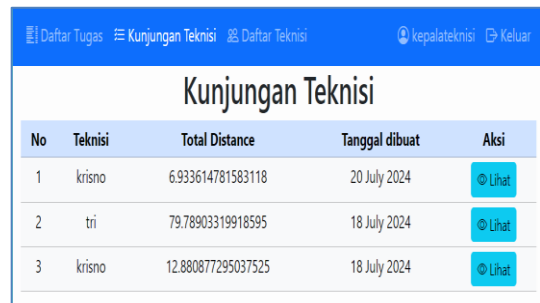 Daftar Tugas Kunjungan Teknisi Daftar Teknisi kepalateknisi Keluar
Kunjungan Teknisi
No Teknisi Total Distance Tanggal dibuat Aksi
1 krisno 6.933614781583118 20 July 2024 Lihat
2 tri 79.78903319918595 18 July 2024 Lihat
3 krisno 12.880877295037525 18 July 2024 Lihat